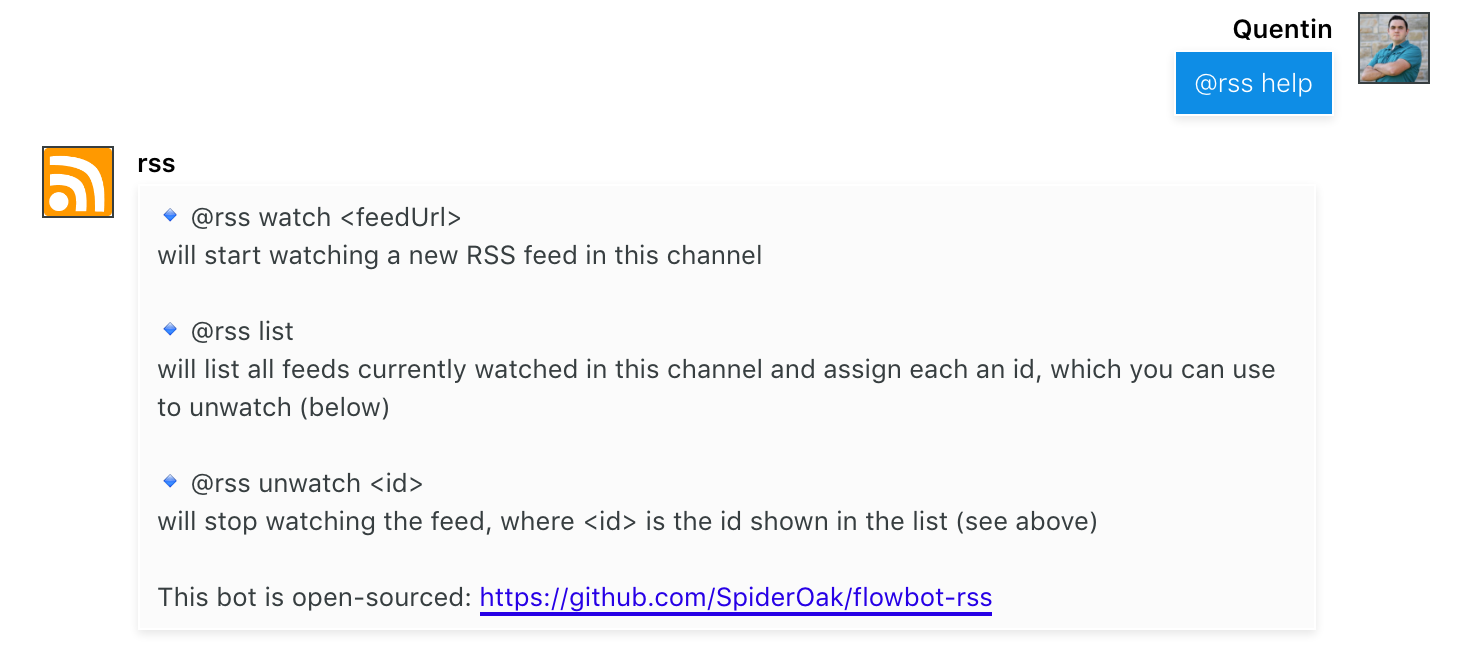 Quentin
@rss help
rss
🔹 @rss watch <feedUrl>
will start watching a new RSS feed in this channel
🔹 @rss list
will list all feeds currently watched in this channel and assign each an id, which you can use
to unwatch (below)
🔹 @rss unwatch <id>
will stop watching the feed, where <id> is the id shown in the list (see above)
This bot is open-sourced: https://github.com/SpiderOak/flowbot-rss